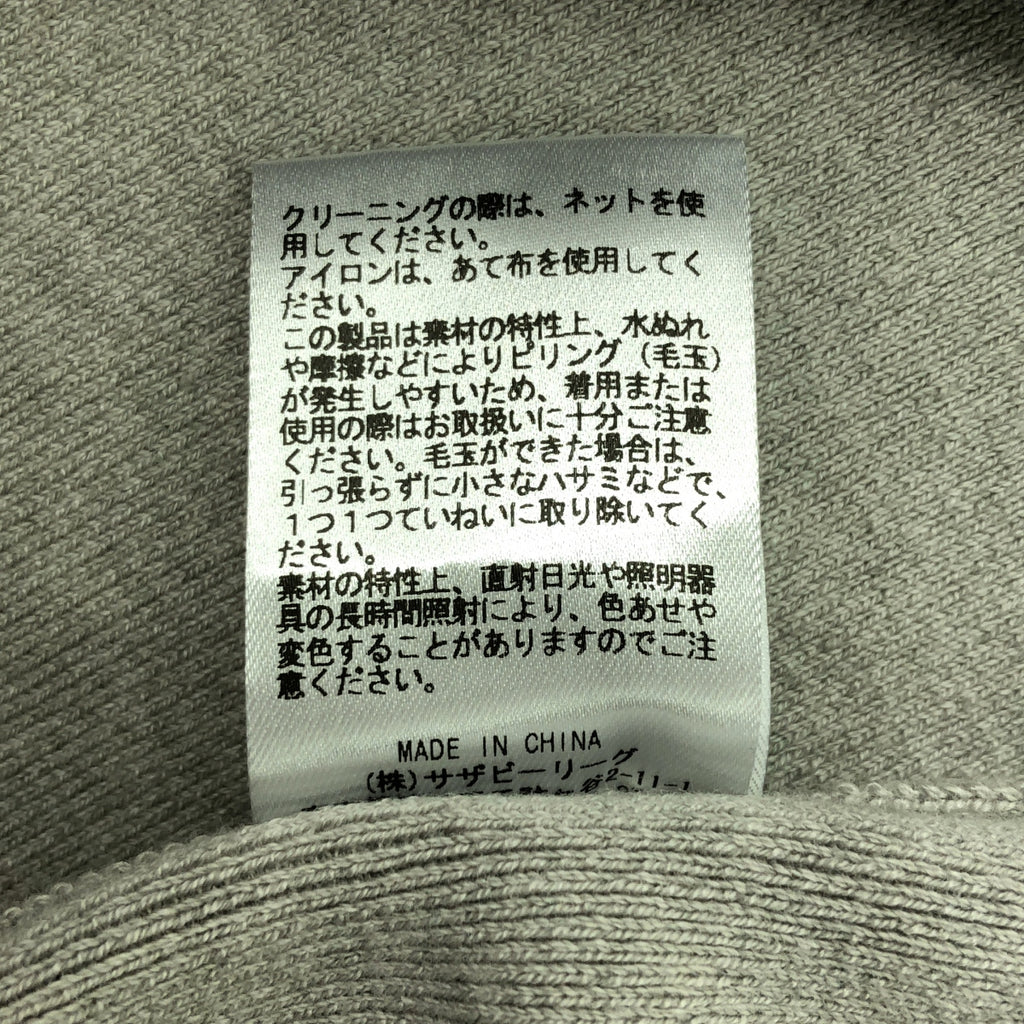 クリーニングの際は、ネットを使
用してください。
アイロンは、あて布を使用してく
ださい。
この製品は素材の特性上、水ぬれ
や摩擦などによりピリング（毛玉）
が発生しやすいため、着用または
使用の際はお取扱いに十分ご注意
ください。毛玉ができた場合は、
引っ張らずに小さなハサミなどで、
1つ1つていねいに取り除いてく
ださい。
素材の特性上、直射日光や照明器
具の長時間照射により、色あせや
変色することがありますのでご注
意ください。
MADE IN CHINA
(株)サザビーリーグ
2-11-1